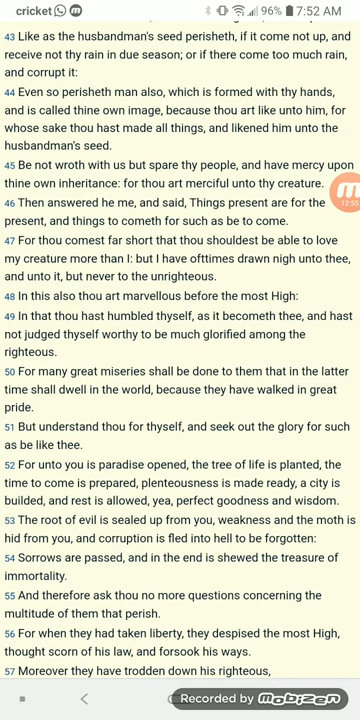 cricket 96% 7:52 AM
43 Like as the husbandman's seed perisheth, if it come not up, and
receive not thy rain in due season; or if there come too much rain,
and corrupt it:
44 Even so perisheth man also, which is formed with thy hands,
and is called thine own image, because thou art like unto him, for
whose sake thou hast made all things, and likened him unto the
husbandman's seed.
45 Be not wroth with us but spare thy people, and have mercy upon
thine own inheritance: for thou art merciful unto thy creature.
46 Then answered he me, and said, Things present are for the
present, and things to cometh for such as be to come.
12:55
47 For thou comest far short that thou shouldest be able to love
my creature more than I: but I have ofttimes drawn nigh unto thee,
and unto it, but never to the unrighteous.
48 In this also thou art marvellous before the most High:
49 In that thou hast humbled thyself, as it becometh thee, and hast
not judged thyself worthy to be much glorified among the
righteous.
50 For many great miseries shall be done to them that in the latter
time shall dwell in the world, because they have walked in great
pride.
51 But understand thou for thyself, and seek out the glory for such
as be like thee.
52 For unto you is paradise opened, the tree of life is planted, the
time to come is prepared, plenteousness is made ready, a city is
builded, and rest is allowed, yea, perfect goodness and wisdom.
53 The root of evil is sealed up from you, weakness and the moth is
hid from you, and corruption is fled into hell to be forgotten:
54 Sorrows are passed, and in the end is shewed the treasure of
immortality.
55 And therefore ask thou no more questions concerning the
multitude of them that perish.
56 For when they had taken liberty, they despised the most High,
thought scorn of his law, and forsook his ways.
57 Moreover they have trodden down his righteous,
Recorded by mobizen